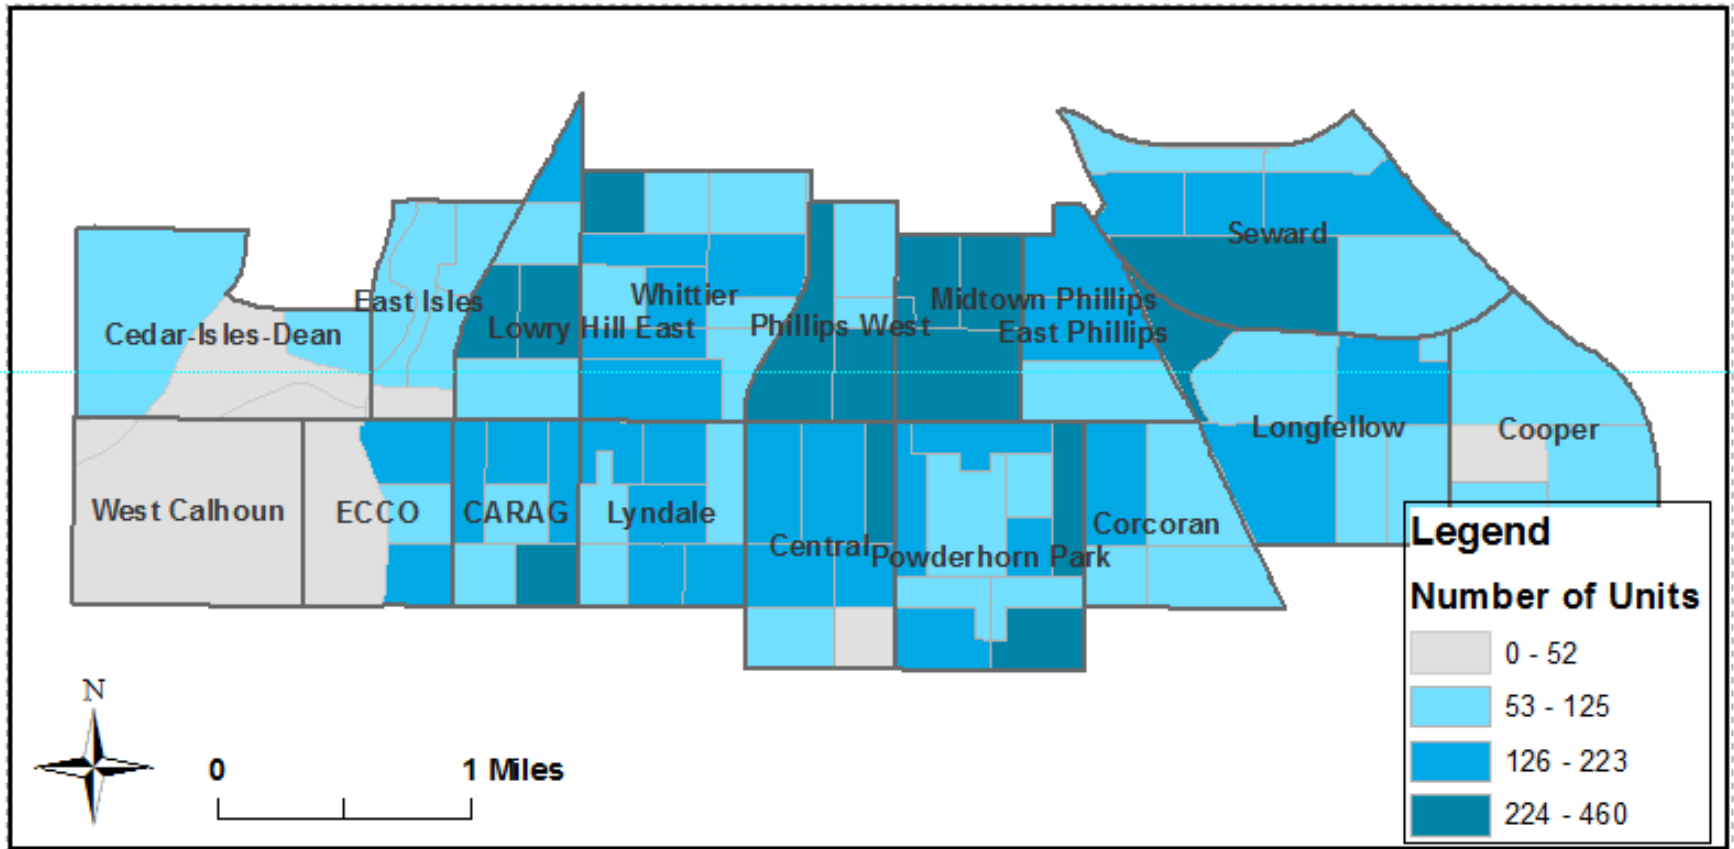 Seward
East Isles
Whittier
Midtown Phillips
Cedar-Isles-Dean
Lowry Hill East
Phillips West
East Phillips
Longfellow
Cooper
West Calhoun
ECCO
CARAG
Lyndale
Corcoran
Central
Powderhorn Park
Legend
Number of Units
0 - 52
53 - 125
126 - 223
224 - 460
N
0
1 Miles